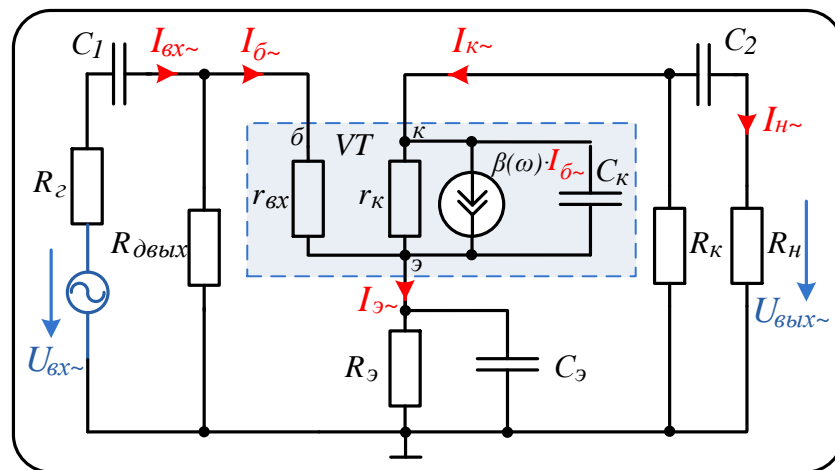 C1
Iвх~
Iб~
Iк~
C2
б
VT
к
β(ω)·Iб~
Cк
Iн~
Rг
rвх
rк
Rдвых
Rк
Rн
э
Iэ~
Uвх~
Uвых~
Rэ
Cэ